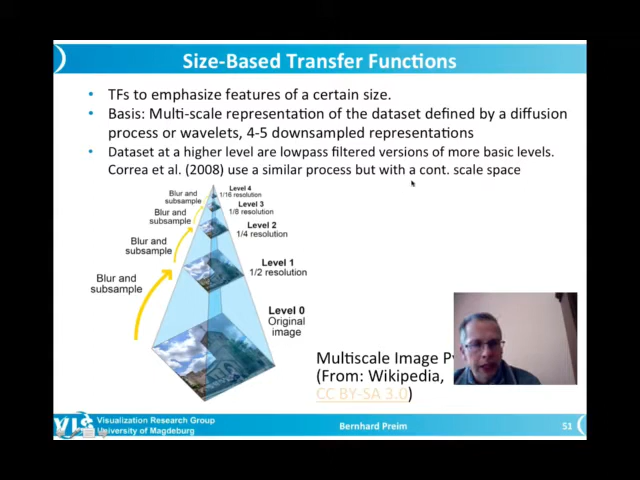 Size-Based Transfer Functions
• TFs to emphasize features of a certain size.
• Basis: Multi-scale representation of the dataset defined by a diffusion
process or wavelets, 4-5 downsampled representations
• Dataset at a higher level are lowpass filtered versions of more basic levels.
Correa et al. (2008) use a similar process but with a cont. scale space
Level 4
1/16 resolution
Blur and
subsample
Level 3
1/8 resolution
Blur and
subsample
Level 2
1/4 resolution
Blur and
subsample
Level 1
1/2 resolution
Blur and
subsample
Level 0
Original
image
Multiscale Image Py
(From: Wikipedia,
CC BY-SA 3.0)
VIS
Visualization Research Group
University of Magdeburg
Bernhard Preim
51